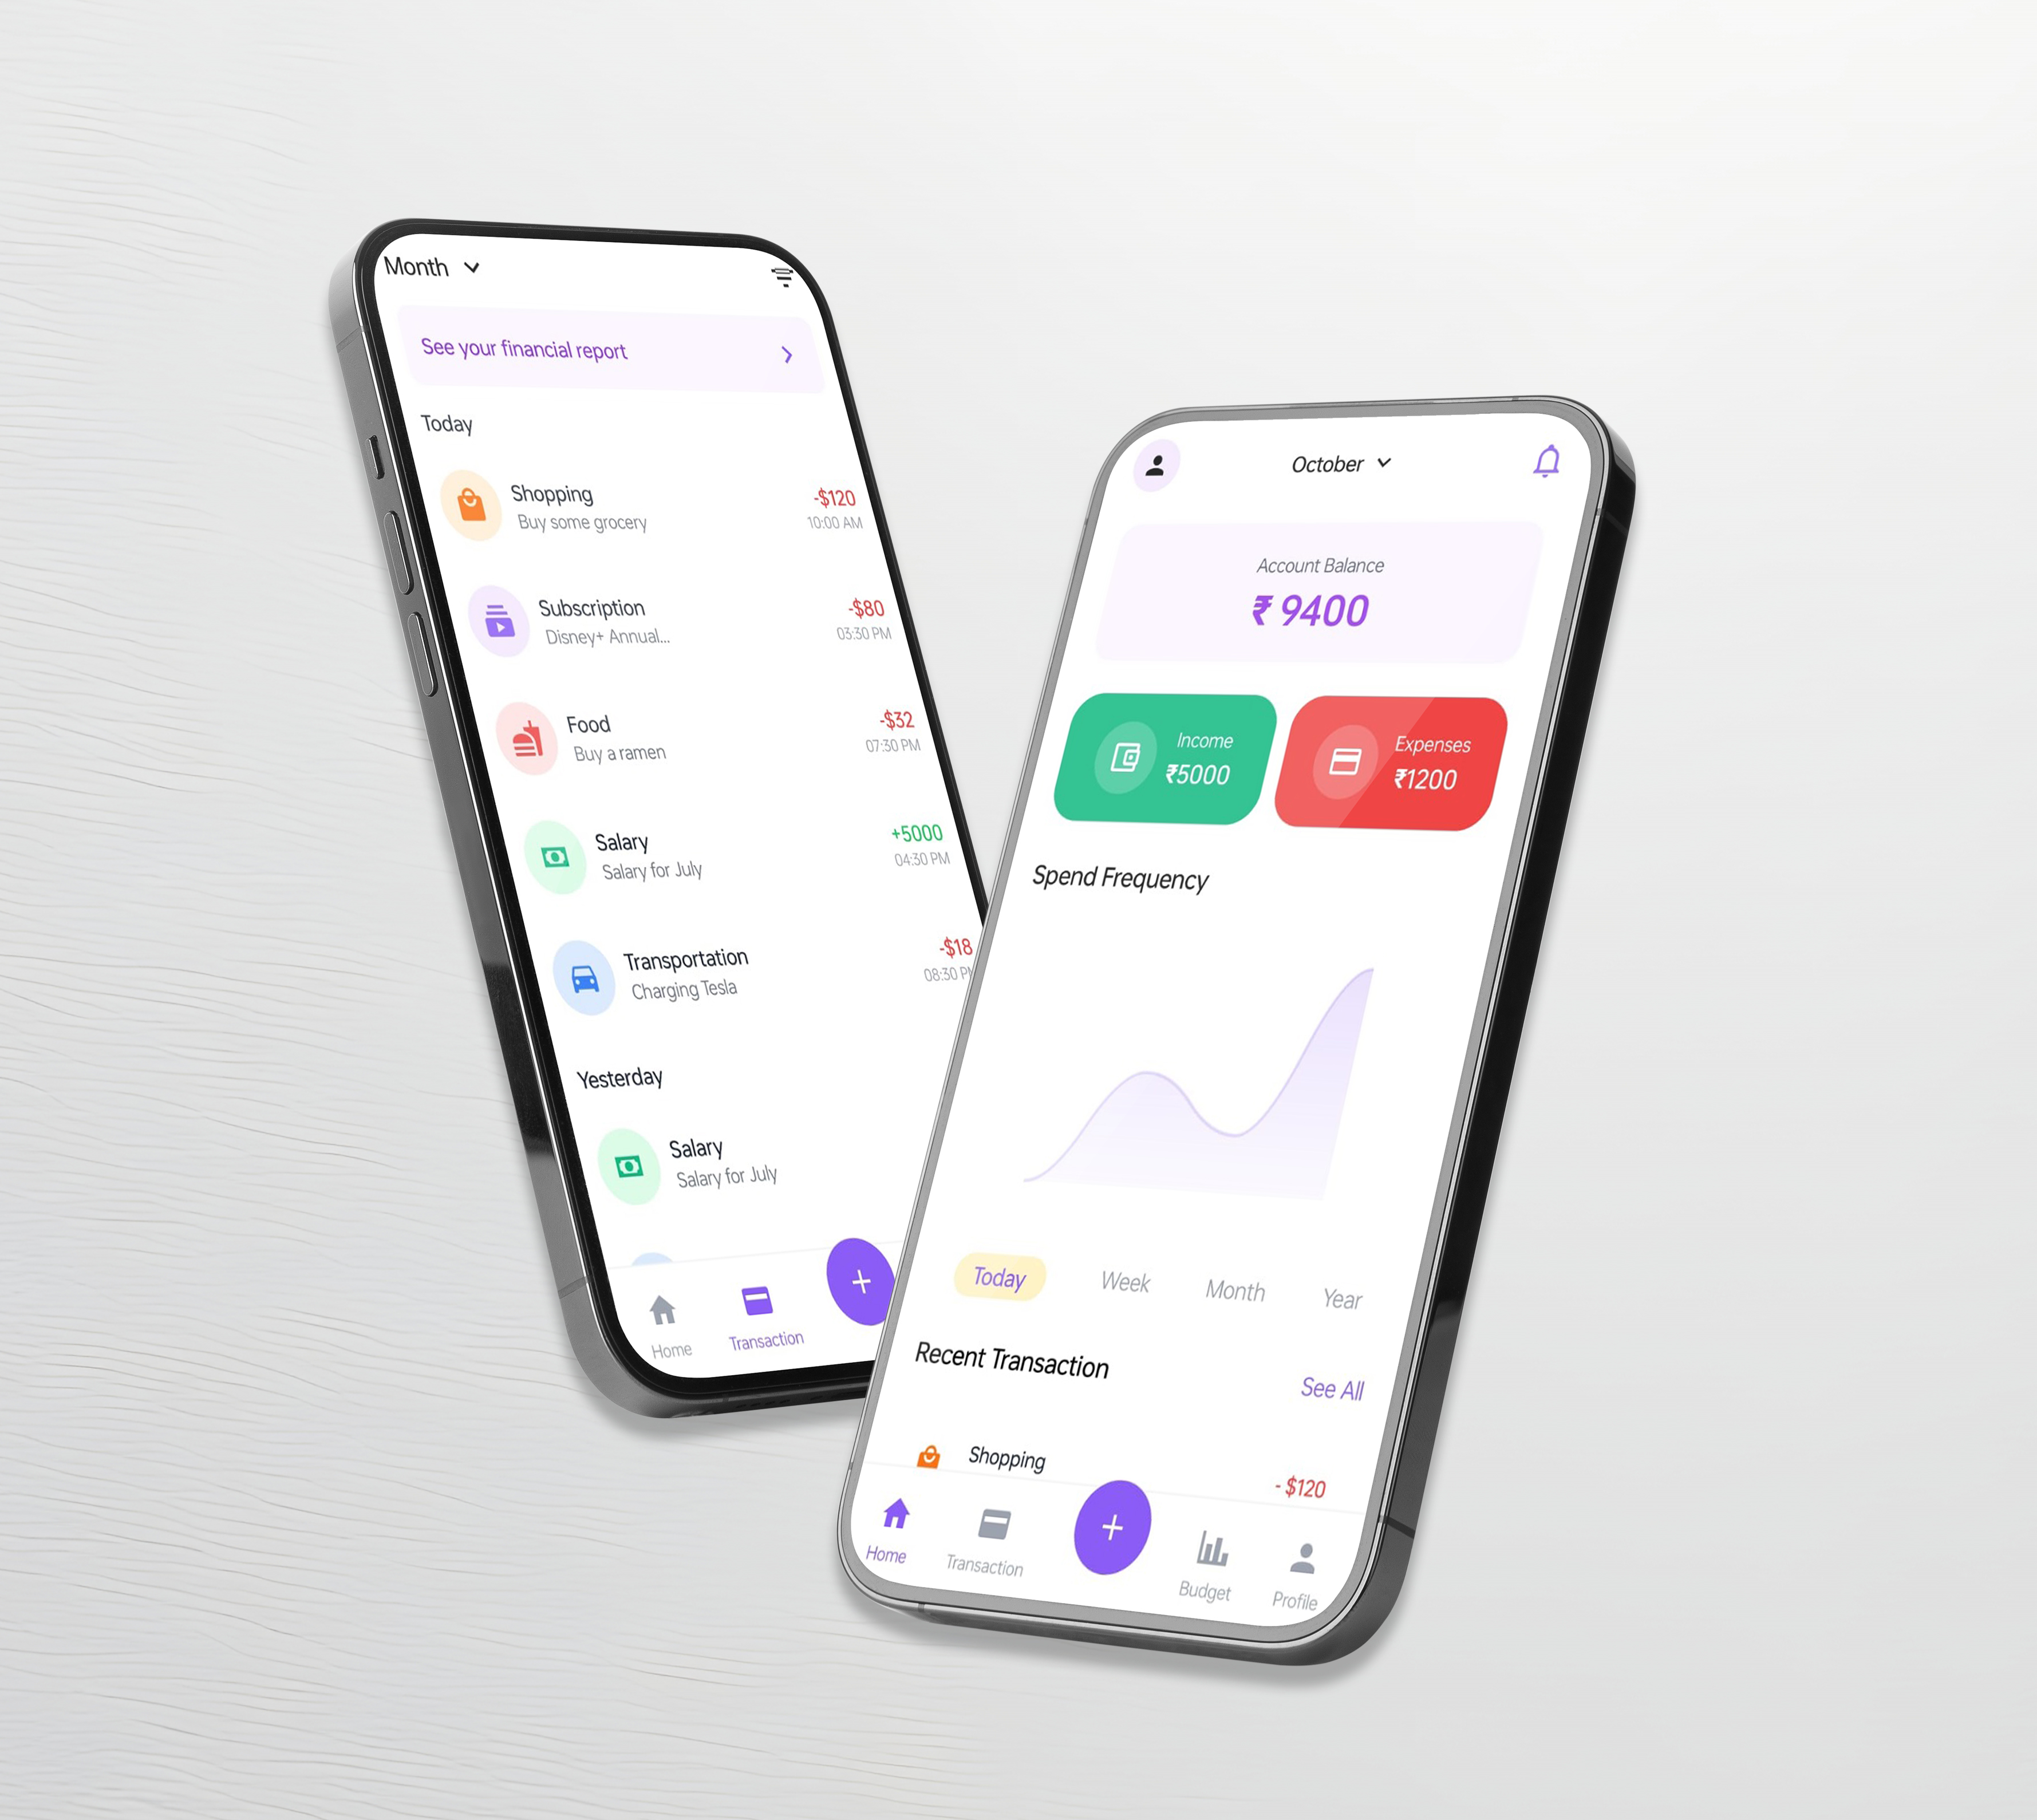 Month
See your financial report
Today
Shopping
-$120
Buy some grocery
10:00 AM
Subscription
-$80
Disney+ Annual...
03:30 PM
Food
-$32
Buy a ramen
07:30 PM
Salary
+5000
Salary for July
04:30 PM
Transportation
-$18
Charging Tesla
08:30 PM
Yesterday
Salary
Salary for July
Home
Transaction
October
Account Balance
₹ 9400
Income
₹5000
Expenses
₹1200
Spend Frequency
Today
Week
Month
Year
Recent Transaction
See All
Shopping
- $120
Home
Transaction
Budget
Profile